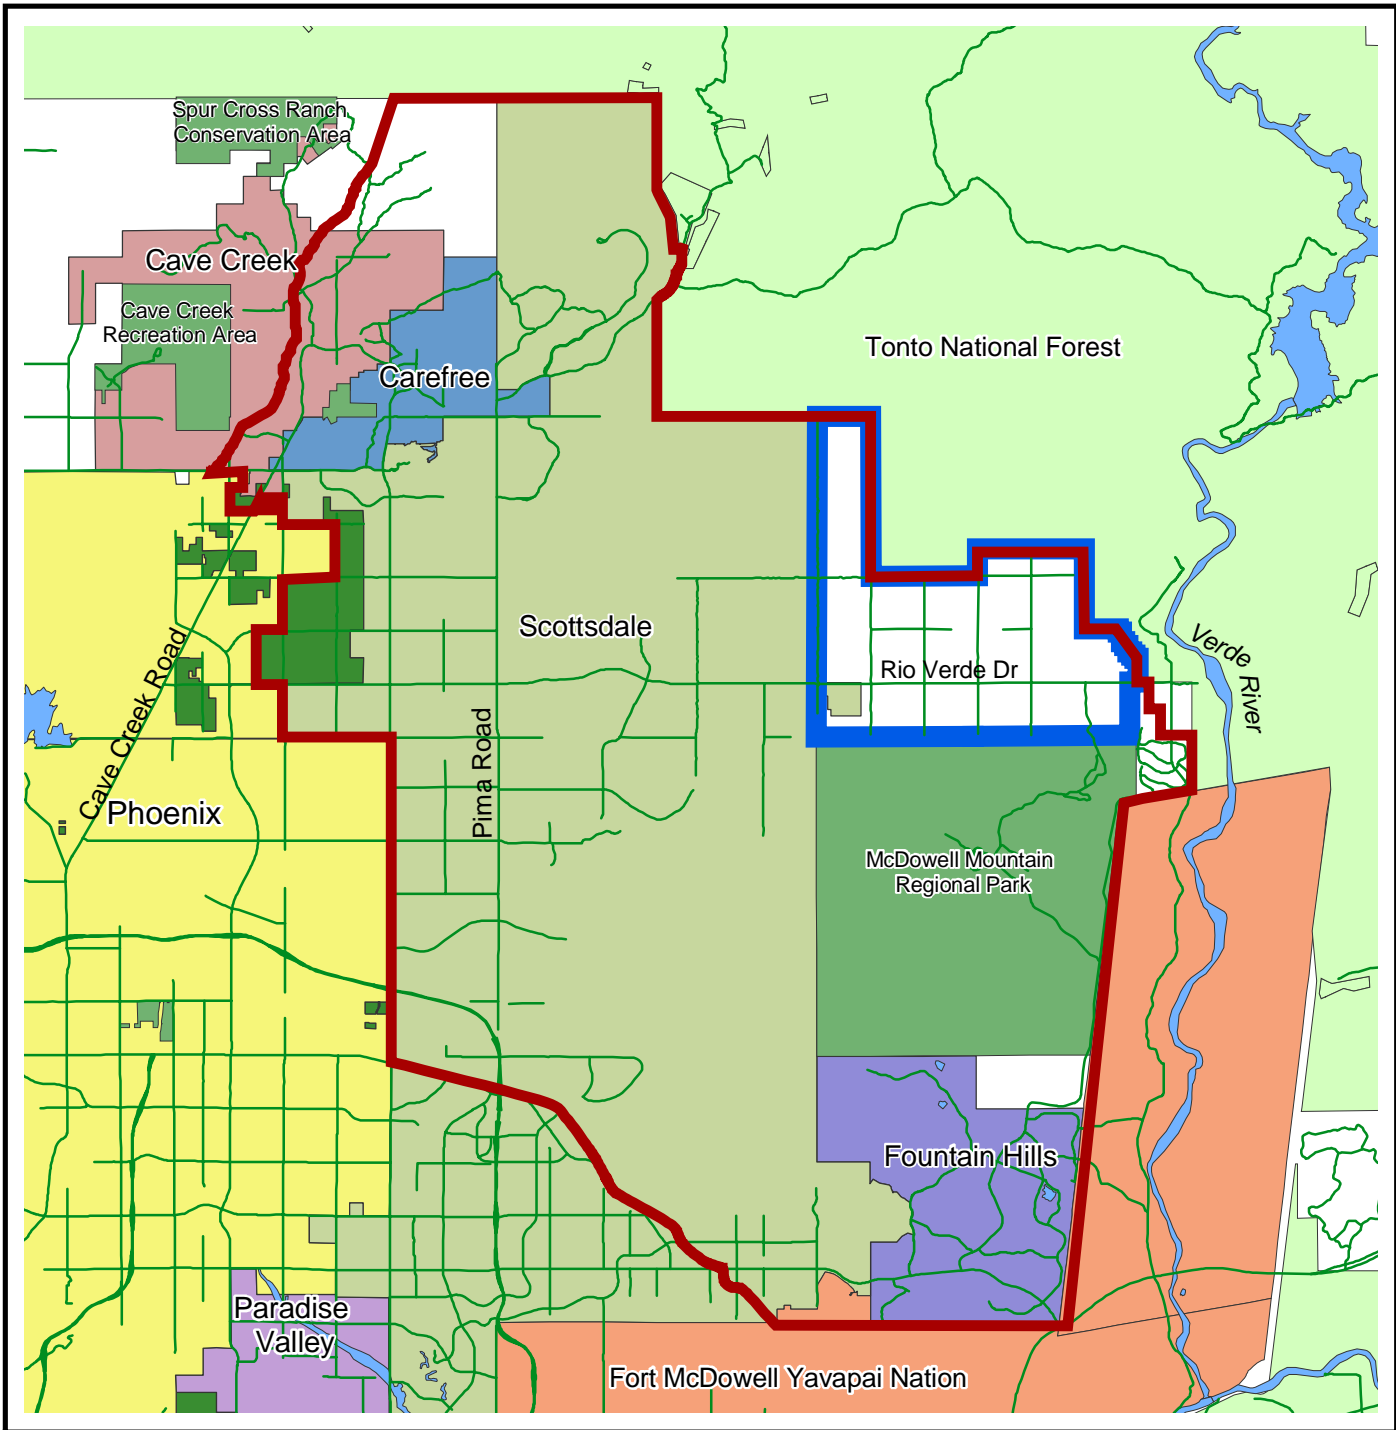 Spur Cross Ranch
Conservation Area
Cave Creek
Cave Creek
Recreation Area
Carefree
Tonto National Forest
Scottsdale
Rio Verde Dr
Verde River
Cave Creek Road
Pima Road
Phoenix
McDowell Mountain
Regional Park
Fountain Hills
Paradise
Valley
Fort McDowell Yavapai Nation